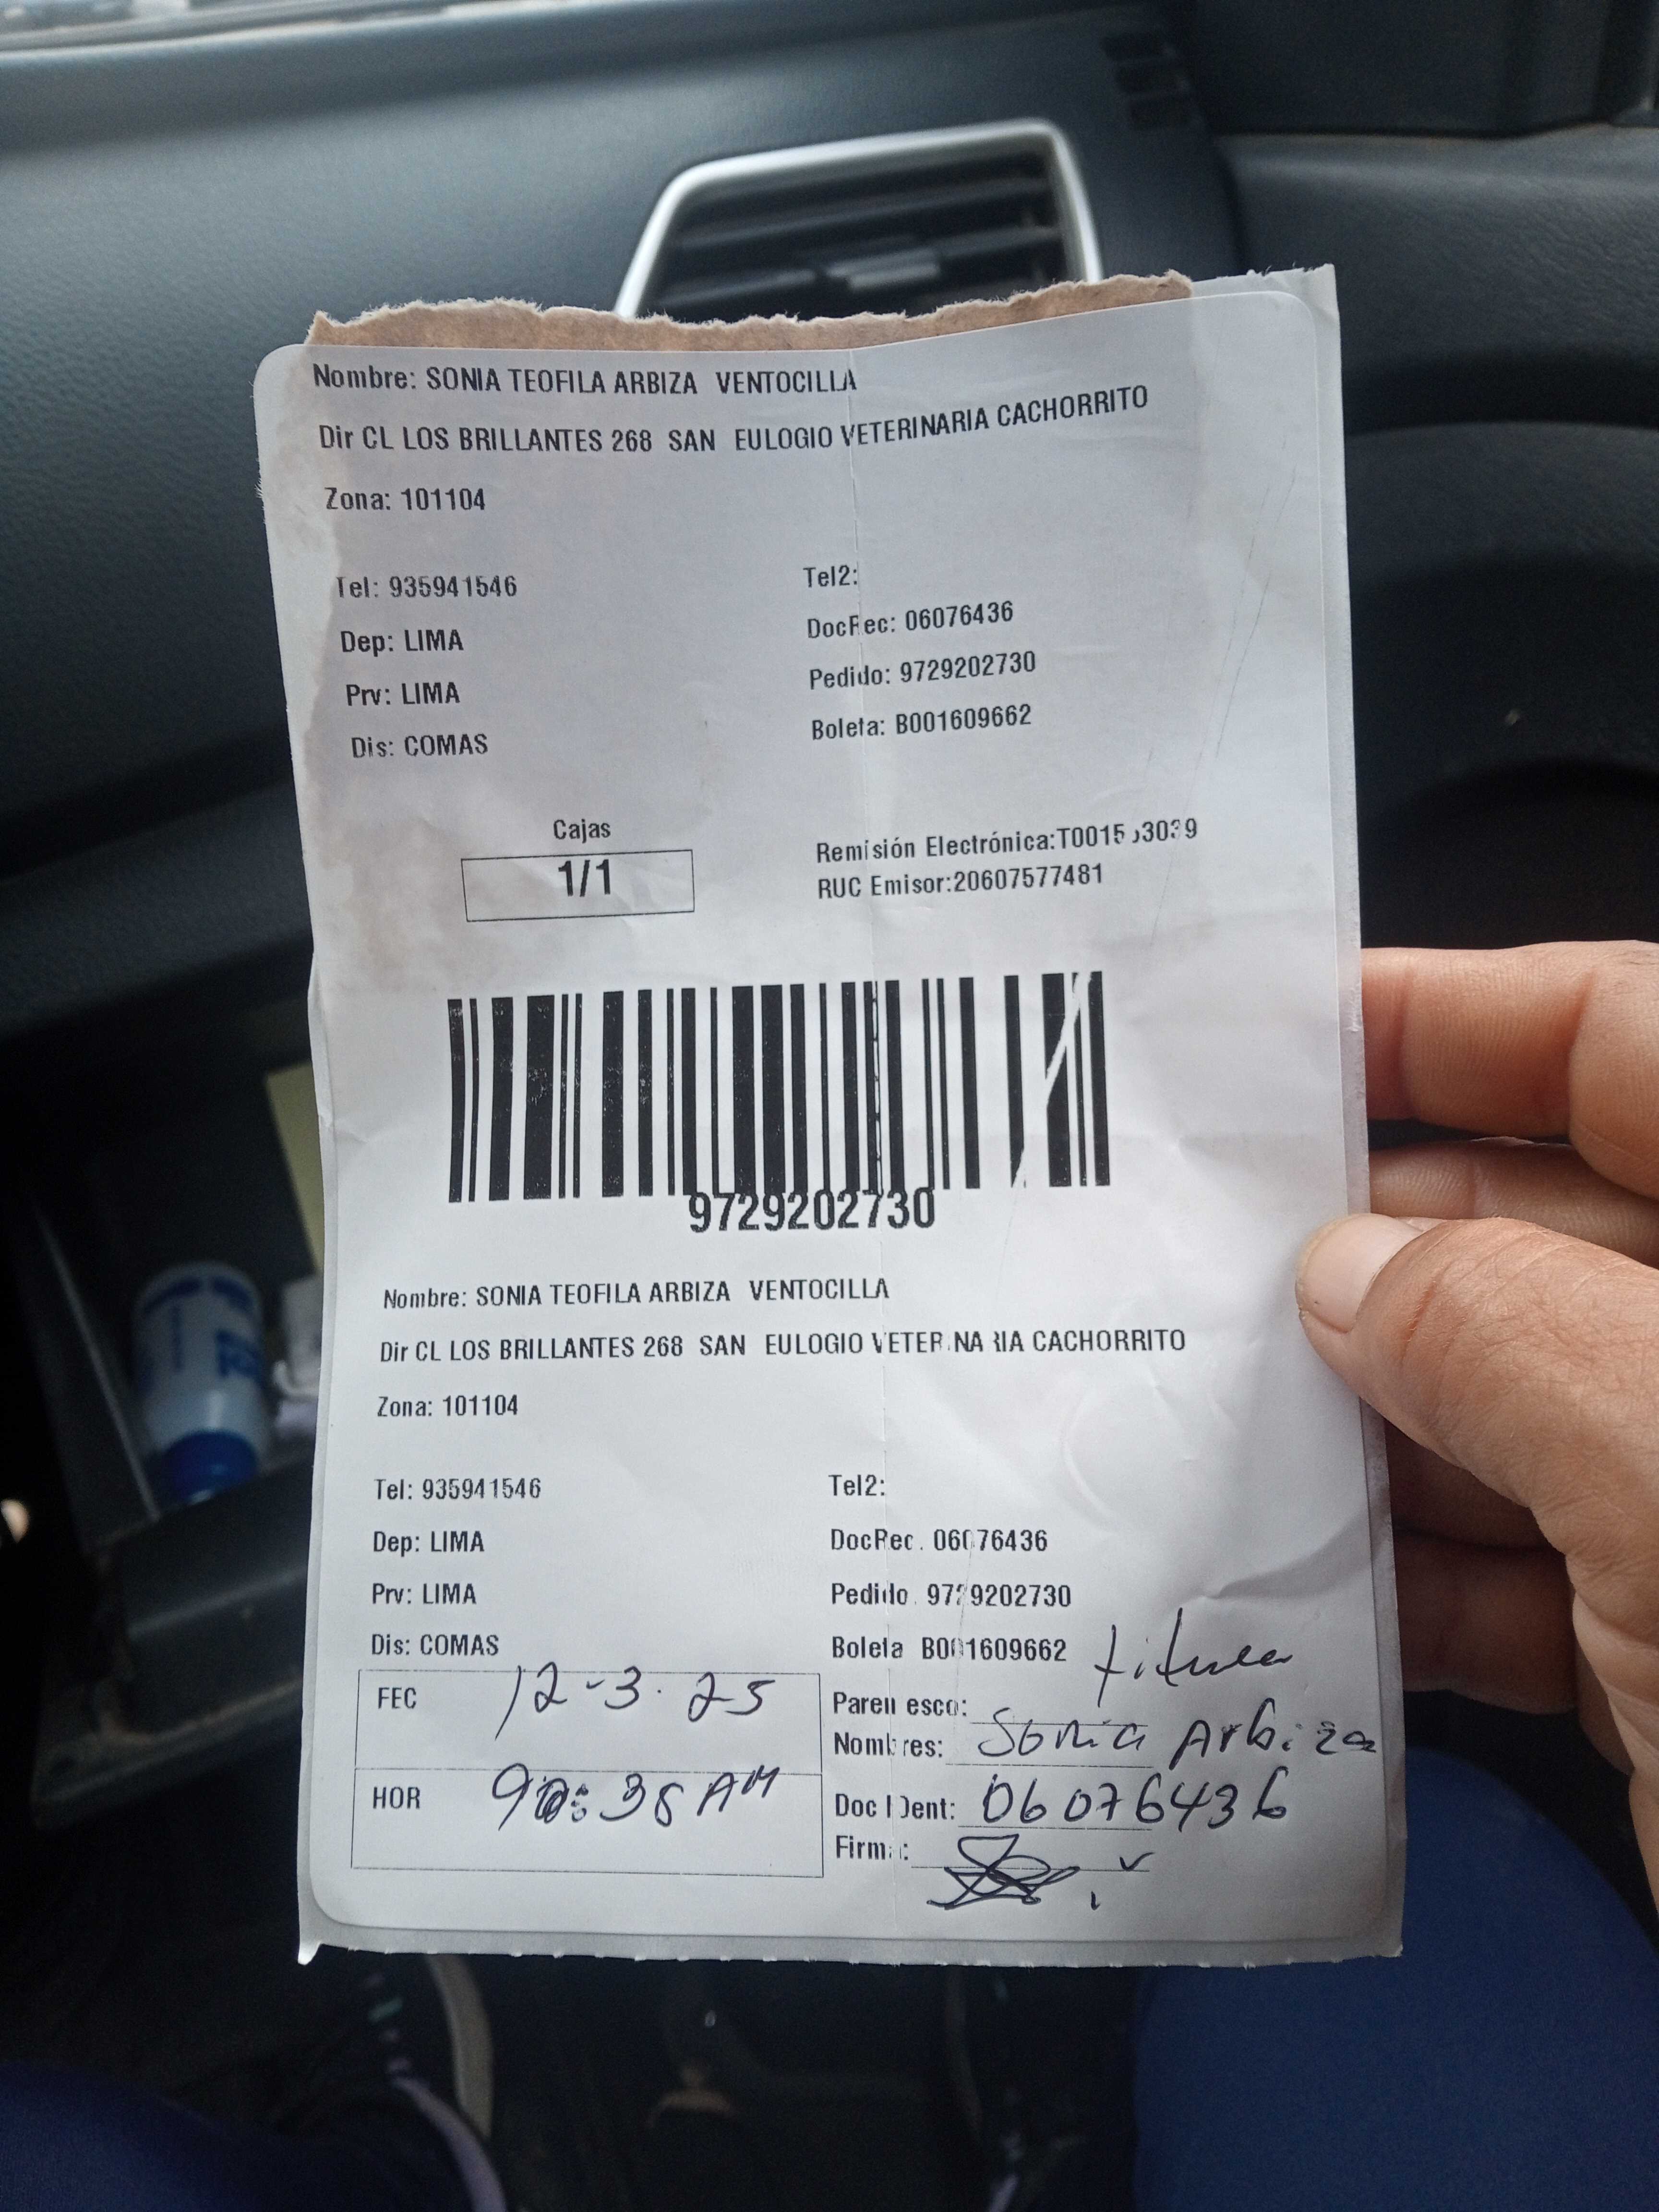 Nombre: SONIA TEOFILA ARBIZA VENTOCILLA
Dir CL LOS BRILLANTES 268 SAN EULOGIO VETERINARIA CACHORRITO
Zona: 101104
Tel: 935941546 Tel2:
Dep: LIMA DocRec: 06076436
Prv: LIMA Pedido: 9729202730
Dis: COMAS Boleta: B001609662
Cajas
1/1
Remisión Electrónica:
RUC Emisor:20607577481
9729202730
Nombre: SONIA TEOFILA ARBIZA VENTOCILLA
Dir CL LOS BRILLANTES 268 SAN EULOGIO VETERINARIA CACHORRITO
Zona: 101104
Tel: 935941546 Tel2:
Dep: LIMA DocRec. 06076436
Prv: LIMA Pedido 9729202730
Dis: COMAS Boleta B001609662
FEC 12-3-25
Parentesco: titular
Nombres: Sonia Arbiza
HOR AM
Doc Ident: 06076436
Firma: